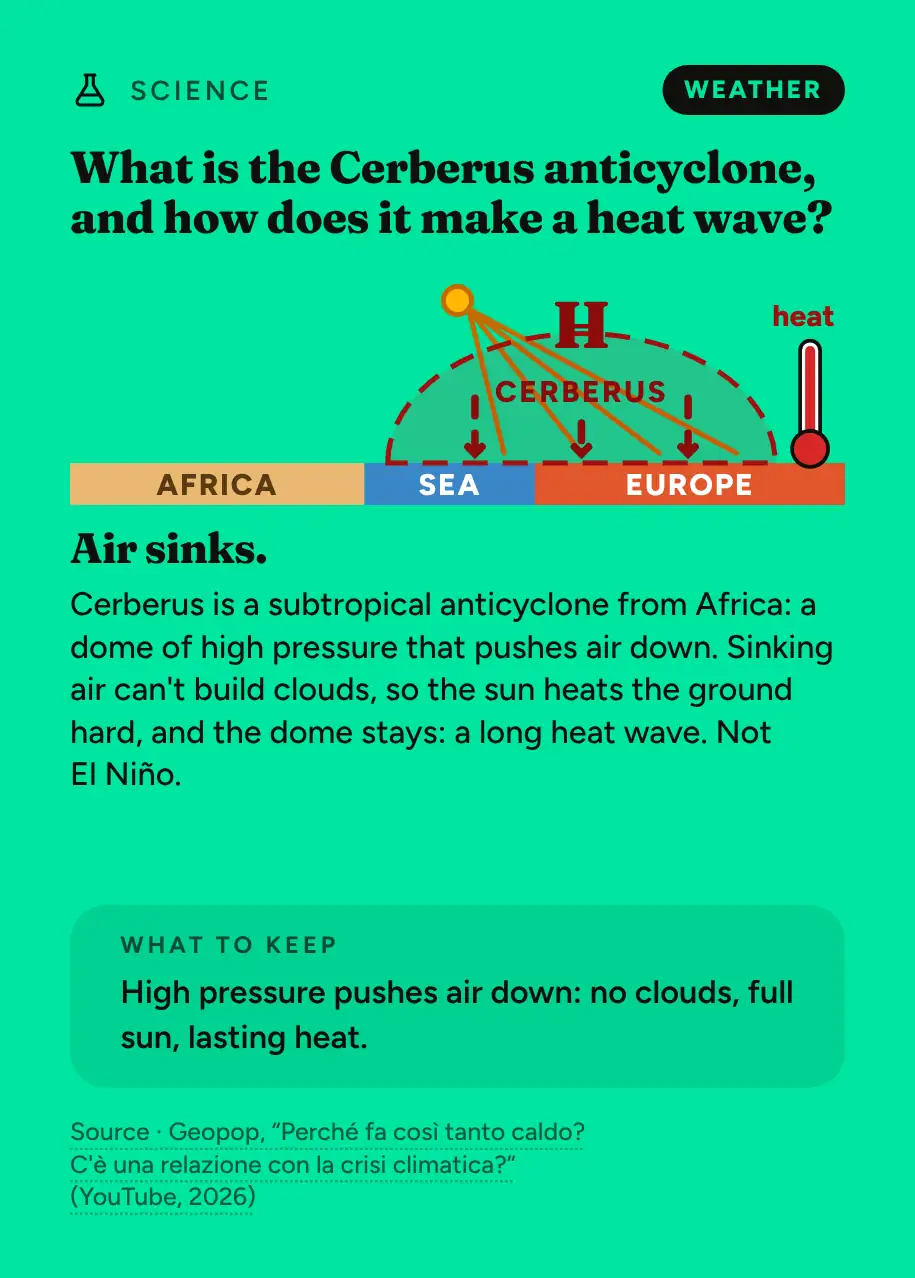 SCIENCE
WEATHER
What is the Cerberus anticyclone,
and how does it make a heat wave?
H
heat
CERBERUS
AFRICA
SEA
EUROPE
Air sinks.
Cerberus is a subtropical anticyclone from Africa: a
dome of high pressure that pushes air down. Sinking
air can't build clouds, so the sun heats the ground
hard, and the dome stays: a long heat wave. Not
El Niño.
WHAT TO KEEP
High pressure pushes air down: no clouds, full
sun, lasting heat.
Source · Geopop, “Perché fa così tanto caldo?
C'è una relazione con la crisi climatica?”
(YouTube, 2026)